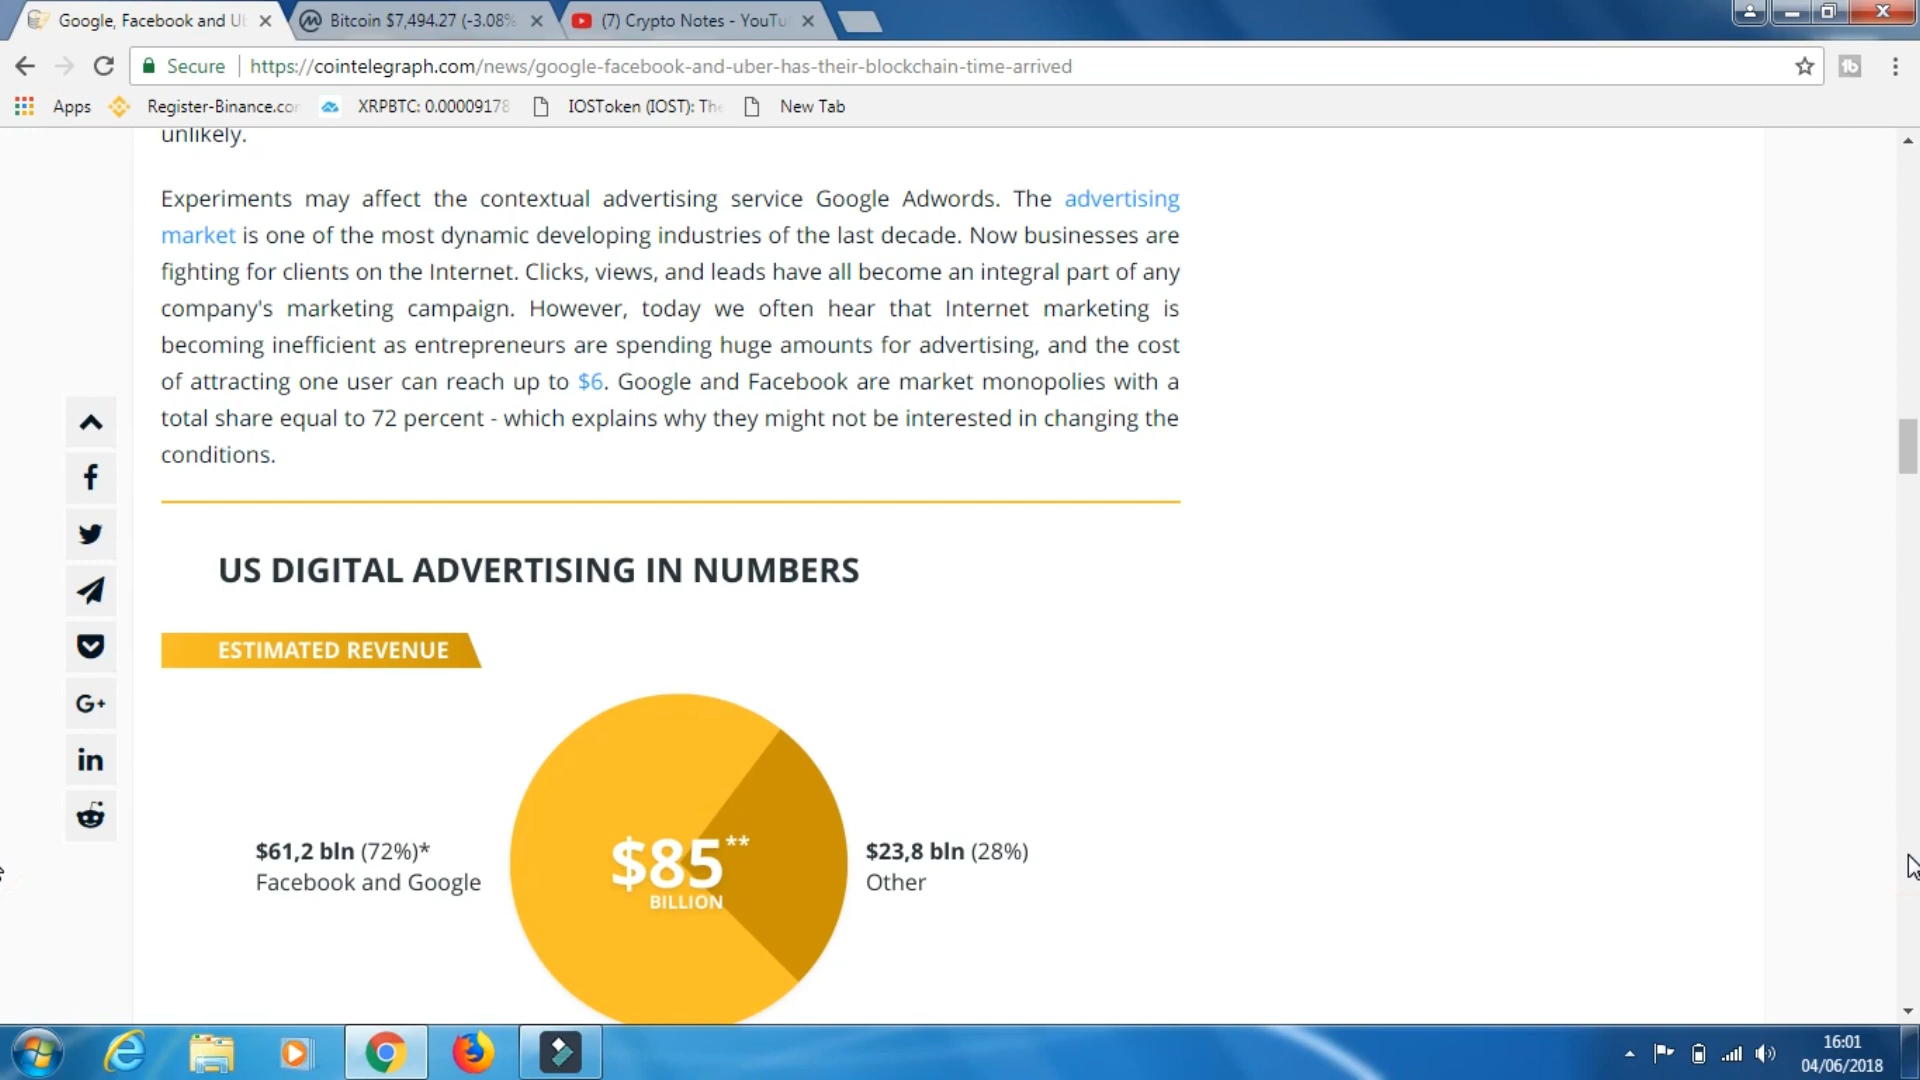 Google, Facebook and Ub
Bitcoin $7,494.27 (-3.08%
(7) Crypto Notes - YouTu
Secure
https://cointelegraph.com/news/google-facebook-and-uber-has-their-blockchain-time-arrived
Apps
Register-Binance.com
XRPBTC: 0.00009178
IOSToken (IOST): The
New Tab
unlikely.
Experiments may affect the contextual advertising service Google Adwords. The advertising
market is one of the most dynamic developing industries of the last decade. Now businesses are
fighting for clients on the Internet. Clicks, views, and leads have all become an integral part of any
company's marketing campaign. However, today we often hear that Internet marketing is
becoming inefficient as entrepreneurs are spending huge amounts for advertising, and the cost
of attracting one user can reach up to $6. Google and Facebook are market monopolies with a
total share equal to 72 percent - which explains why they might not be interested in changing the
conditions.
US DIGITAL ADVERTISING IN NUMBERS
ESTIMATED REVENUE
$61,2 bln (72%)*
Facebook and Google
$85**
BILLION
$23,8 bln (28%)
Other
16:01
04/06/2018